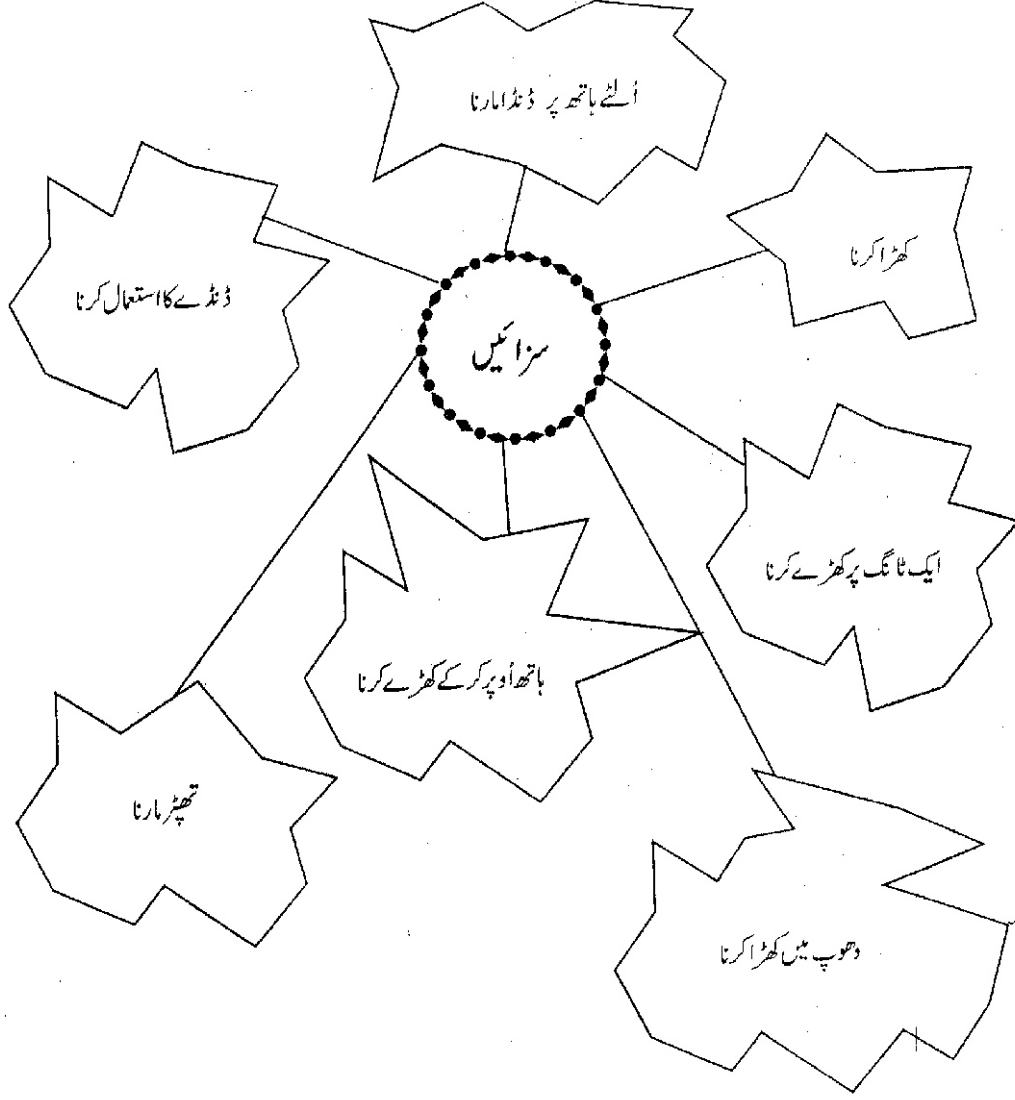 اُلٹے ہاتھ پر ڈنڈا مارنا
کھڑا کرنا
ڈنڈے کا استعمال کرنا
سزائیں
ایک ٹانگ پر کھڑے کرنا
ہاتھ اُوپر کر کے کھڑے کرنا
تھپڑ مارنا
دھوپ میں کھڑا کرنا